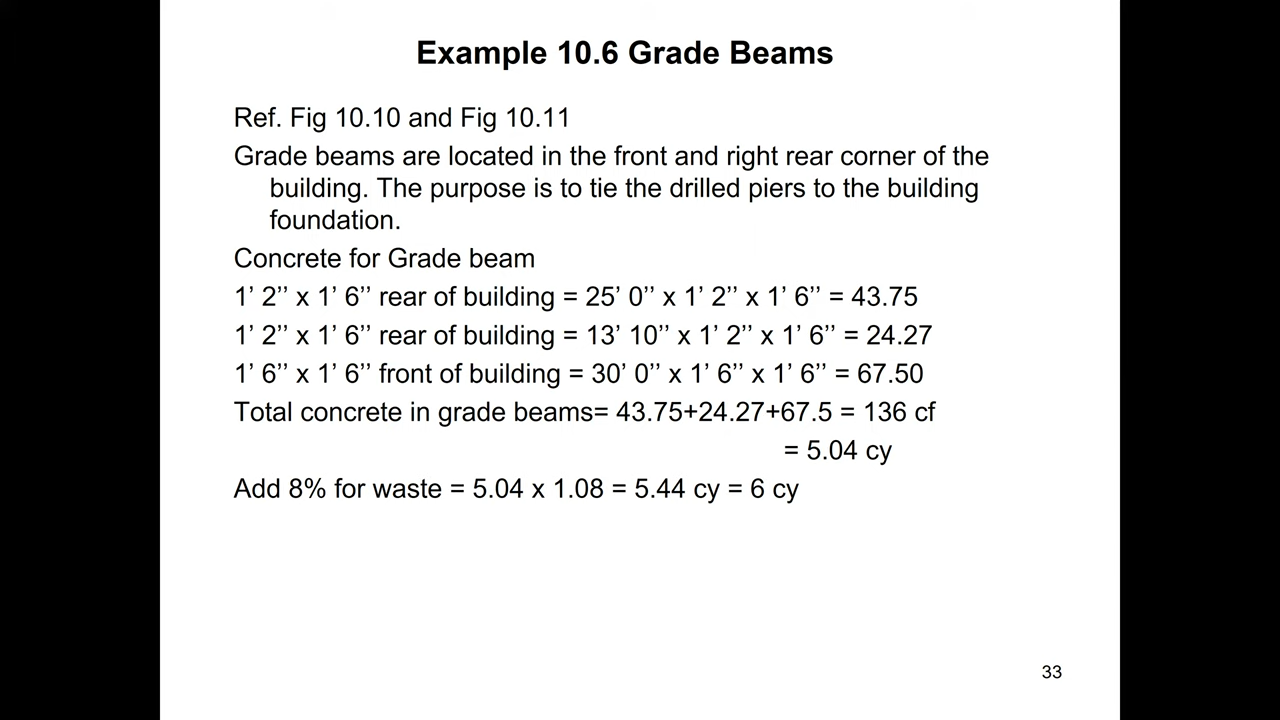 Example 10.6 Grade Beams
Ref. Fig 10.10 and Fig 10.11
Grade beams are located in the front and right rear corner of the
building. The purpose is to tie the drilled piers to the building
foundation.
Concrete for Grade beam
1’ 2’’ x 1’ 6’’ rear of building = 25’ 0’’ x 1’ 2’’ x 1’ 6’’ = 43.75
1’ 2’’ x 1’ 6’’ rear of building = 13’ 10’’ x 1’ 2’’ x 1’ 6’’ = 24.27
1’ 6’’ x 1’ 6’’ front of building = 30’ 0’’ x 1’ 6’’ x 1’ 6’’ = 67.50
Total concrete in grade beams= 43.75+24.27+67.5 = 136 cf
= 5.04 cy
Add 8% for waste = 5.04 x 1.08 = 5.44 cy = 6 cy
33